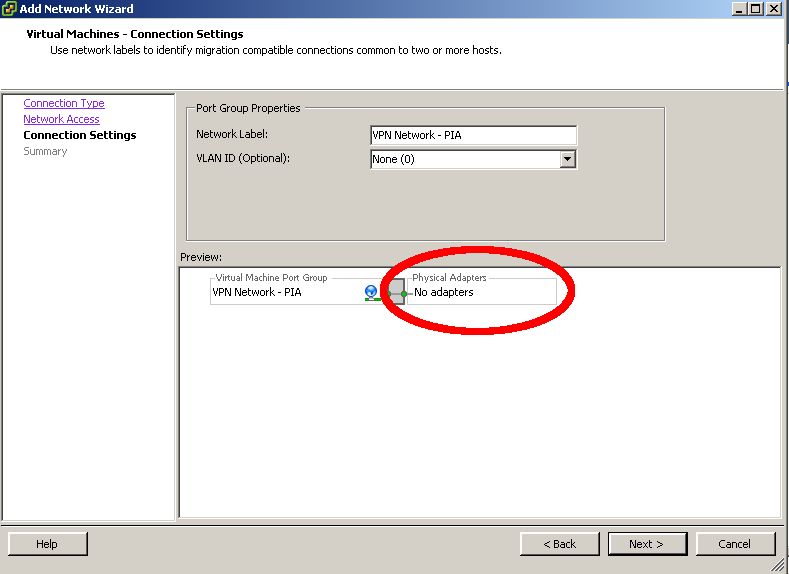 Add Network Wizard
Virtual Machines - Connection Settings
Use network labels to identify migration compatible connections common to two or more hosts.
Connection Type
Network Access
Connection Settings
Summary
Port Group Properties
Network Label:
VPN Network - PIA
VLAN ID (Optional):
None (0)
Preview:
Virtual Machine Port Group
VPN Network - PIA
Physical Adapters
No adapters
Help
< Back
Next >
Cancel